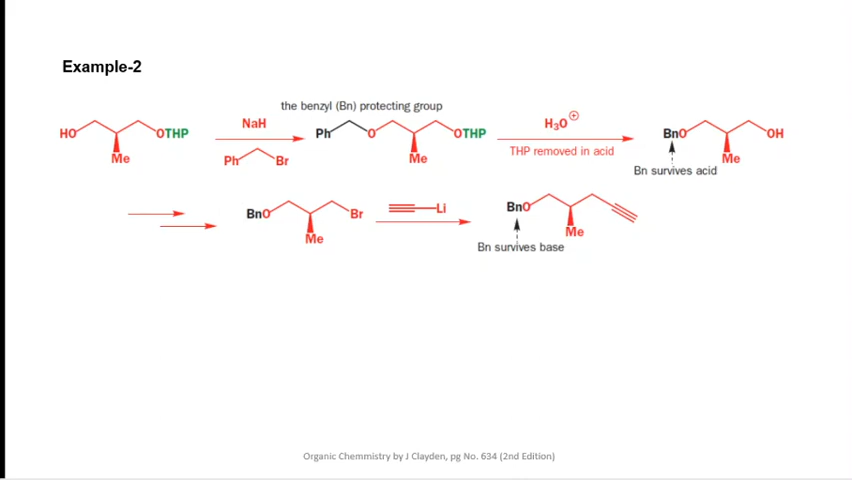 Example-2
the benzyl (Bn) protecting group
HO OTHP NaH Ph O OTHP H3O⊕ BnO OH
Me Ph Br Me THP removed in acid Me
Bn survives acid
BnO Br Li BnO
Me Me
Bn survives base
Organic Chemmistry by J Clayden, pg No. 634 (2nd Edition)